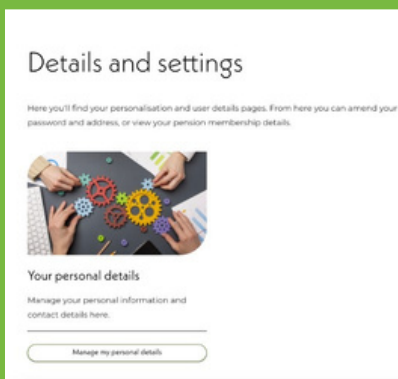 Details and settings
Here you'll find your personalisation and user details pages. From here you can amend your
password and address, or view your pension membership details.
Your personal details
Manage your personal information and
contact details here.
Manage my personal details